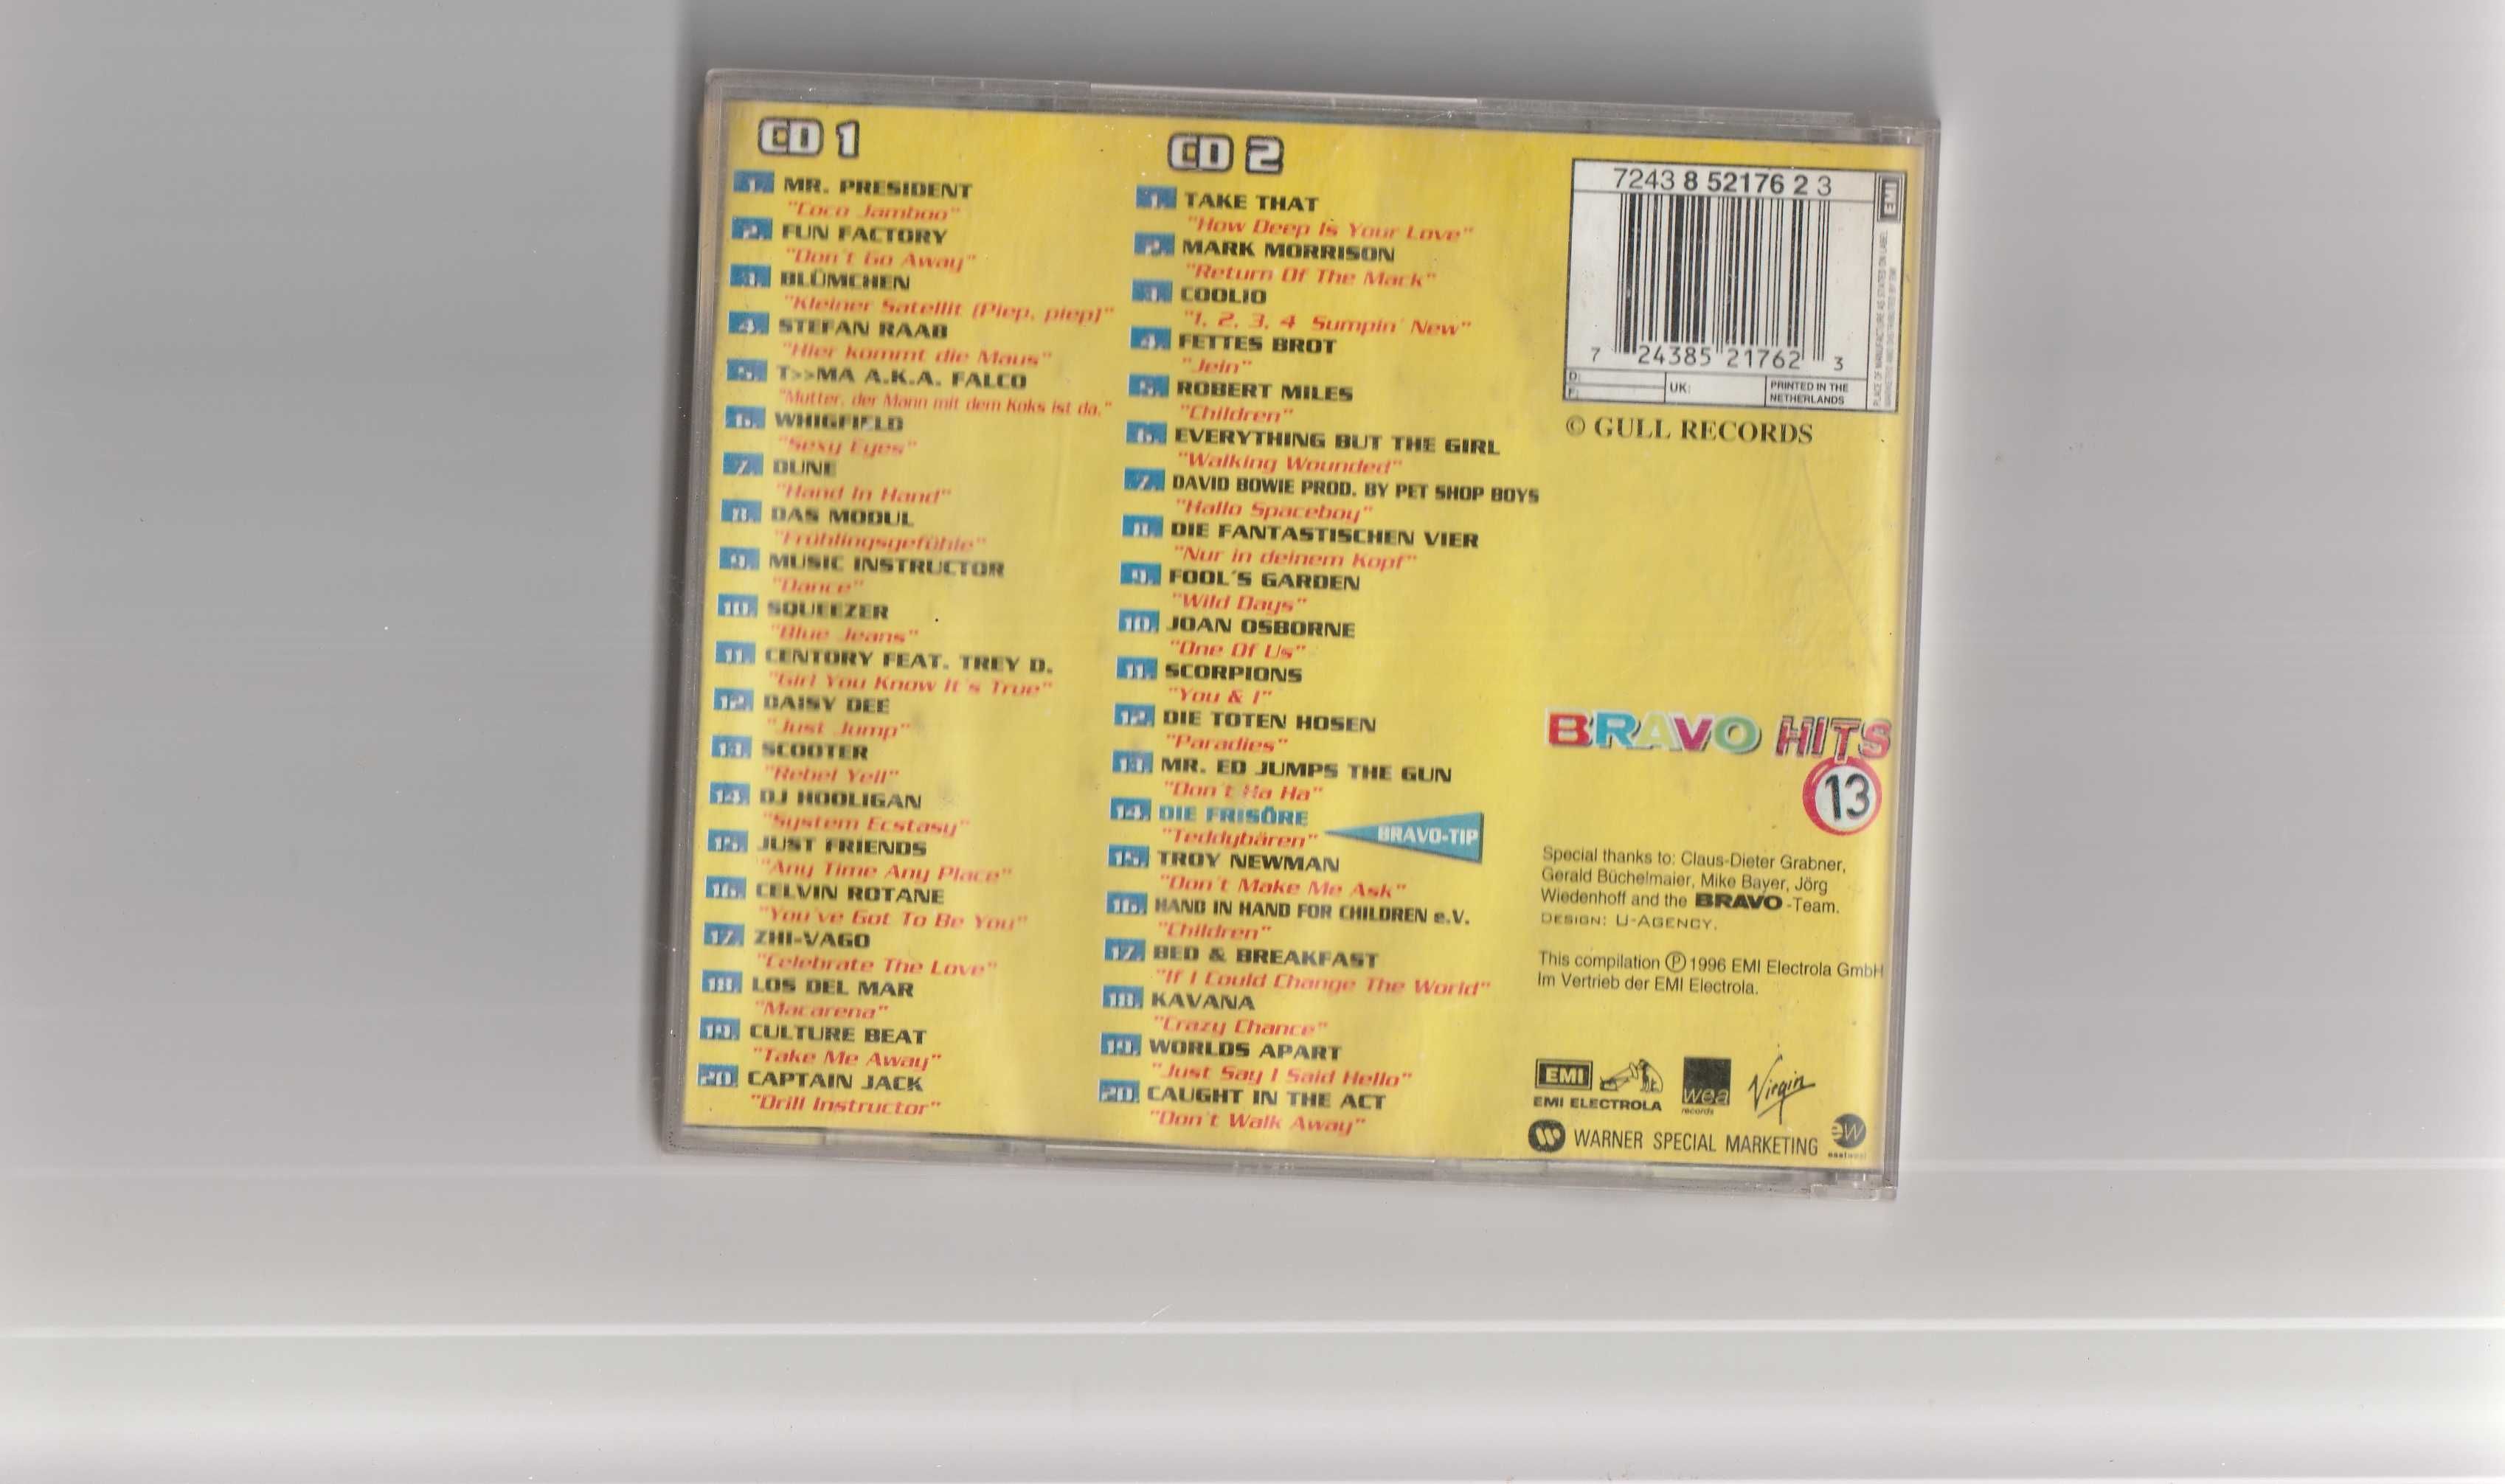 CD 1
1. MR. PRESIDENT
"Coco Jamboo"
2. FUN FACTORY
"Don't Go Away"
3. BLÜMCHEN
"Kleiner Satellit (Piep, piep)"
4. STEFAN RAAB
"Hier kommt die Maus"
5. T>>MA A.K.A. FALCO
"Mutter, der Mann mit dem Koks ist da."
6. WHIGFIELD
"Sexy Eyes"
7. DUNE
"Hand In Hand"
8. DAS MODUL
"Frühlingsgefühle"
9. MUSIC INSTRUCTOR
"Dance"
10. SQUEEZER
"Blue Jeans"
11. CENTORY FEAT. TREY D.
"Girl You Know It's True"
12. DAISY DEE
"Just Jump"
13. SCOOTER
"Rebel Yell"
14. DJ HOOLIGAN
"System Ecstasy"
15. JUST FRIENDS
"Any Time Any Place"
16. CELVIN ROTANE
"You've Got To Be You"
17. ZHI-VAGO
"Celebrate The Love"
18. LOS DEL MAR
"Macarena"
19. CULTURE BEAT
"Take Me Away"
20. CAPTAIN JACK
"Drill Instructor"
CD 2
1. TAKE THAT
"How Deep Is Your Love"
2. MARK MORRISON
"Return Of The Mack"
3. COOLIO
"1, 2, 3, 4 Sumpin' New"
4. FETTES BROT
"Jein"
5. ROBERT MILES
"Children"
6. EVERYTHING BUT THE GIRL
"Walking Wounded"
7. DAVID BOWIE PROD. BY PET SHOP BOYS
"Hallo Spaceboy"
8. DIE FANTASTISCHEN VIER
"Nur in deinem Kopf"
9. FOOL'S GARDEN
"Wild Days"
10. JOAN OSBORNE
"One Of Us"
11. SCORPIONS
"You & I"
12. DIE TOTEN HOSEN
"Paradies"
13. MR. ED JUMPS THE GUN
"Don't Ha Ha"
14. DIE FRISÖRE
"Teddybären"
BRAVO-TIP
15. TROY NEWMAN
"Don't Make Me Ask"
16. HAND IN HAND FOR CHILDREN e.V.
"Children"
17. BED & BREAKFAST
"If I Could Change The World"
18. KAVANA
"Crazy Chance"
19. WORLDS APART
"Just Say I Said Hello"
20. CAUGHT IN THE ACT
"Don't Walk Away"
7243 8 52176 2 3
EMI
7 24385 21762 3
D:
F:
UK:
PRINTED IN THE
NETHERLANDS
PLACE OF MANUFACTURE AS STATED ON LABEL
© GULL RECORDS
BRAVO HITS
13
Special thanks to: Claus-Dieter Grabner,
Gerald Büchelmaier, Mike Bayer, Jörg
Wiedenhoff and the BRAVO -Team.
DESIGN: U-AGENCY.
This compilation ℗ 1996 EMI Electrola GmbH
Im Vertrieb der EMI Electrola.
EMI
EMI ELECTROLA
wea
records
Virgin
WARNER SPECIAL MARKETING
ew
eastwest